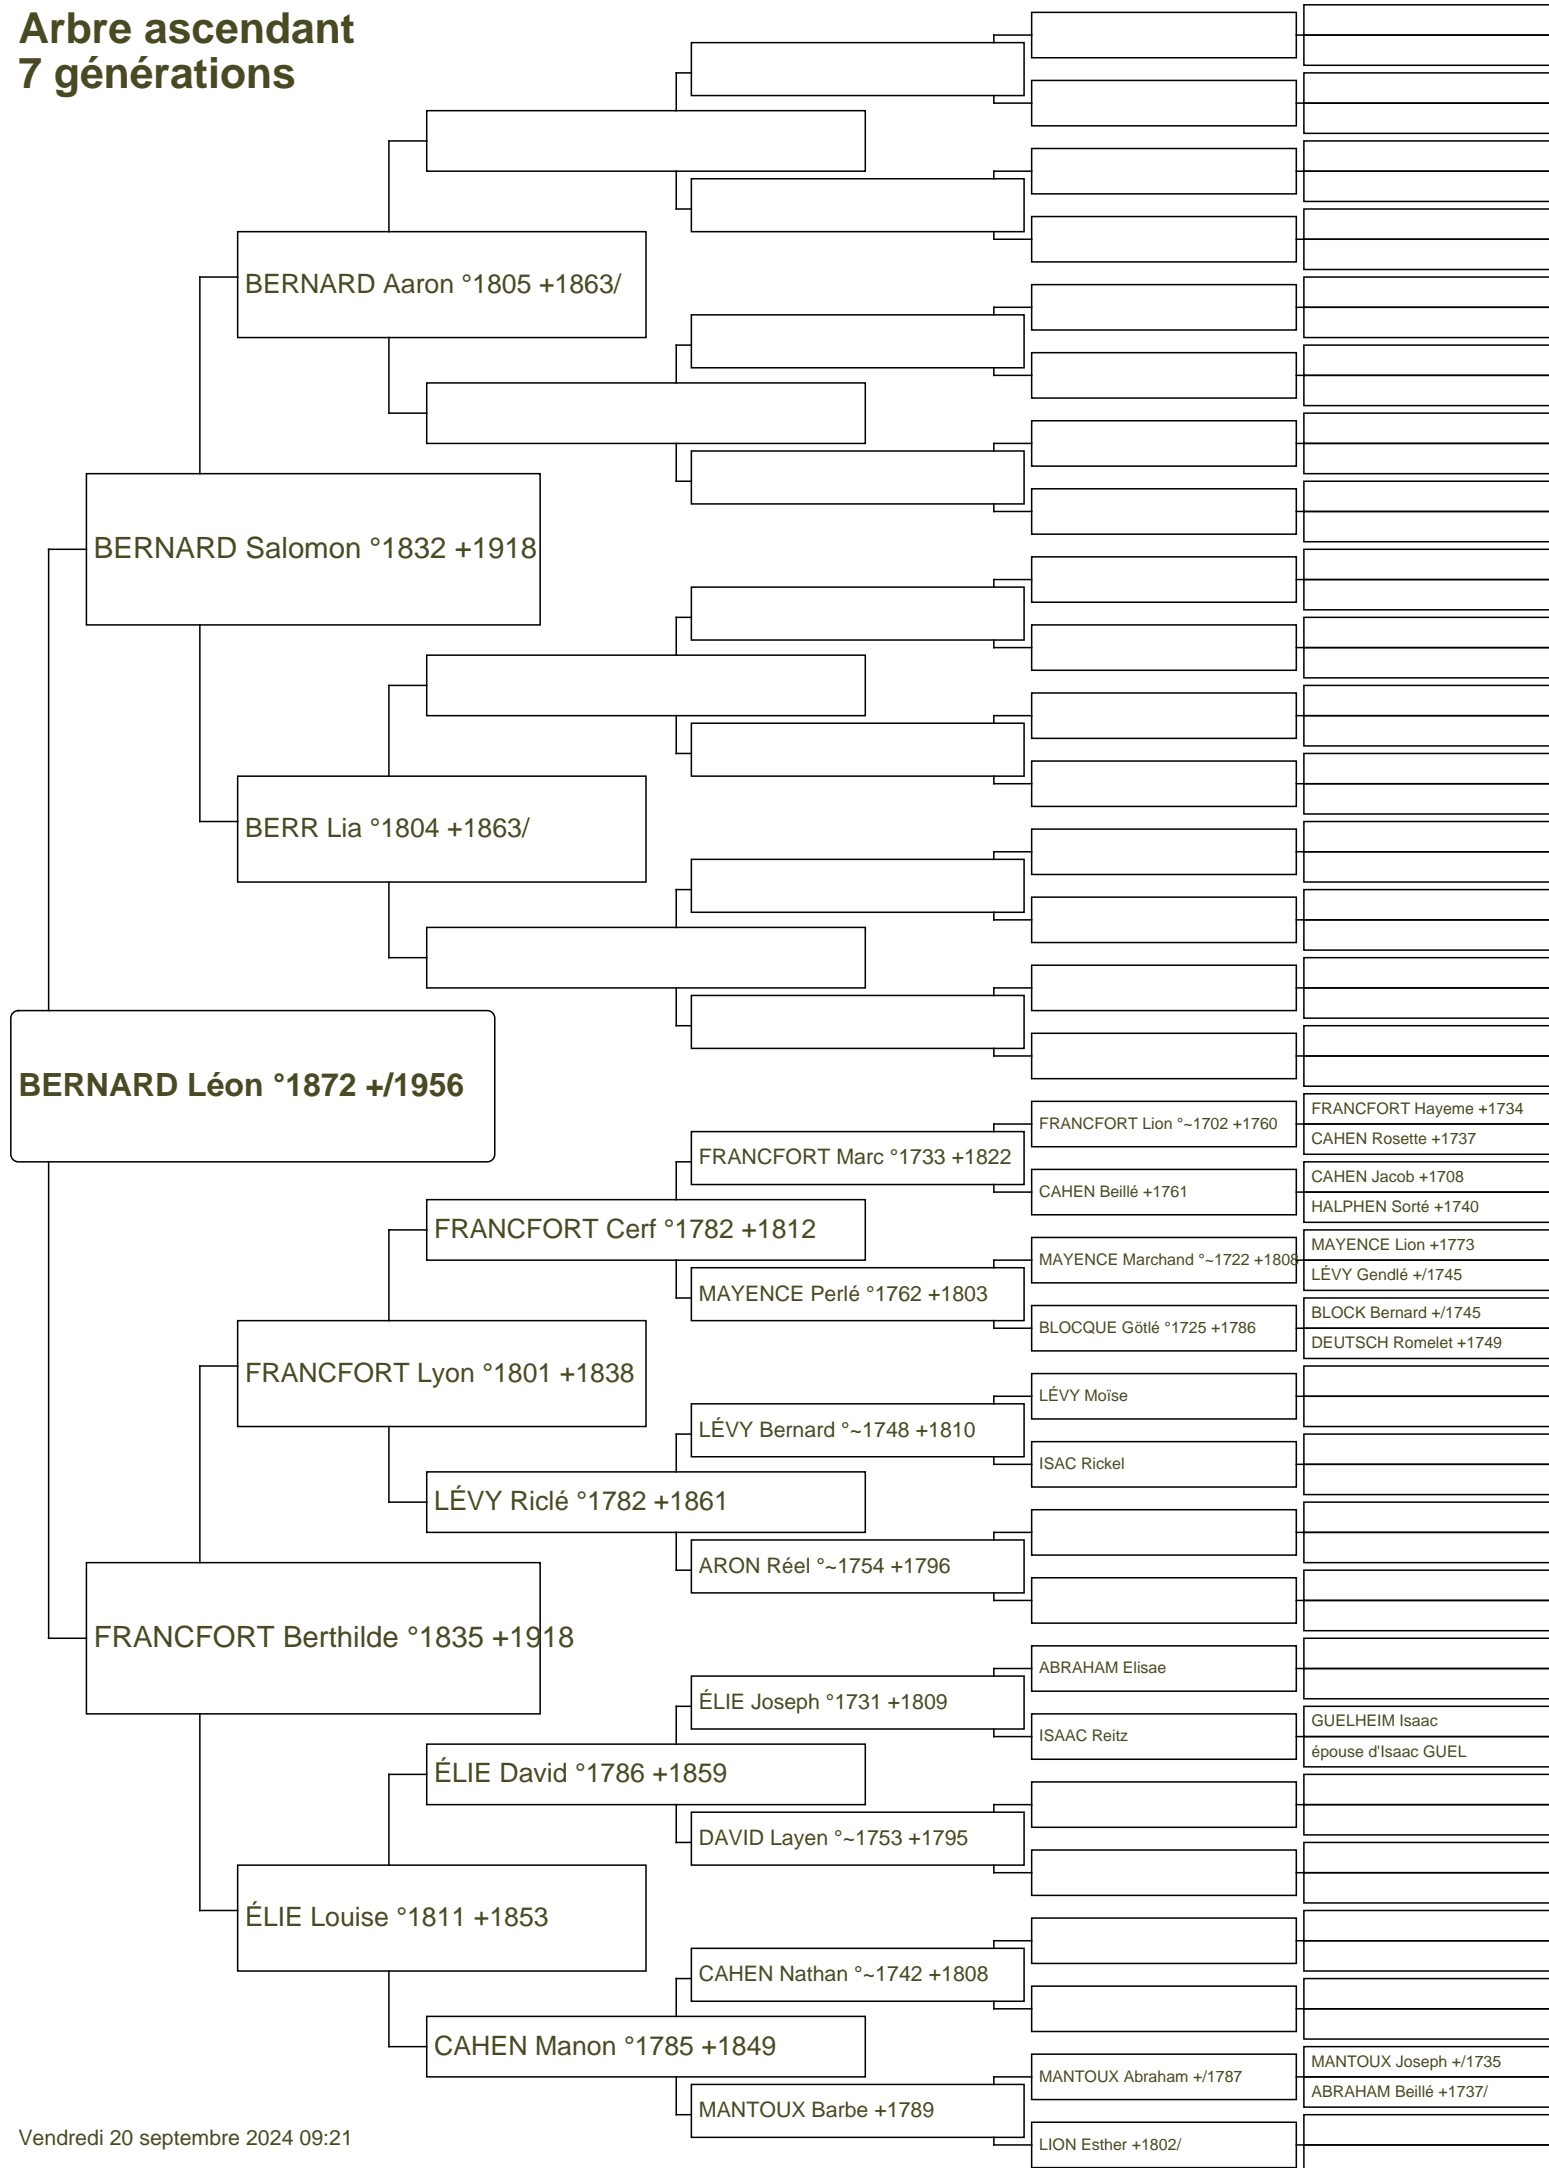 Arbre ascendant
7 générations
BERNARD Aaron °1805 +1863/
BERNARD Salomon °1832 +1918
BERR Lia °1804 +1863/
BERNARD Léon °1872 +/1956
FRANCFORT Hayeme +1734
FRANCFORT Lion °~1702 +1760
CAHEN Rosette +1737
FRANCFORT Marc °1733 +1822
CAHEN Jacob +1708
CAHEN Beillé +1761
HALPHEN Sorté +1740
FRANCFORT Cerf °1782 +1812
MAYENCE Lion +1773
MAYENCE Marchand °~1722 +1808
LÉVY Gendlé +/1745
MAYENCE Perlé °1762 +1803
BLOCK Bernard +/1745
BLOCQUE Götlé °1725 +1786
DEUTSCH Romelet +1749
FRANCFORT Lyon °1801 +1838
LÉVY Moïse
LÉVY Bernard °~1748 +1810
ISAC Rickel
LÉVY Riclé °1782 +1861
ARON Réel °~1754 +1796
FRANCFORT Berthilde °1835 +1918
ABRAHAM Elisae
ÉLIE Joseph °1731 +1809
GUELHEIM Isaac
ISAAC Reitz
épouse d'Isaac GUEL
ÉLIE David °1786 +1859
DAVID Layen °~1753 +1795
ÉLIE Louise °1811 +1853
CAHEN Nathan °~1742 +1808
CAHEN Manon °1785 +1849
MANTOUX Joseph +/1735
MANTOUX Abraham +/1787
ABRAHAM Beillé +1737/
MANTOUX Barbe +1789
LION Esther +1802/
Vendredi 20 septembre 2024 09:21